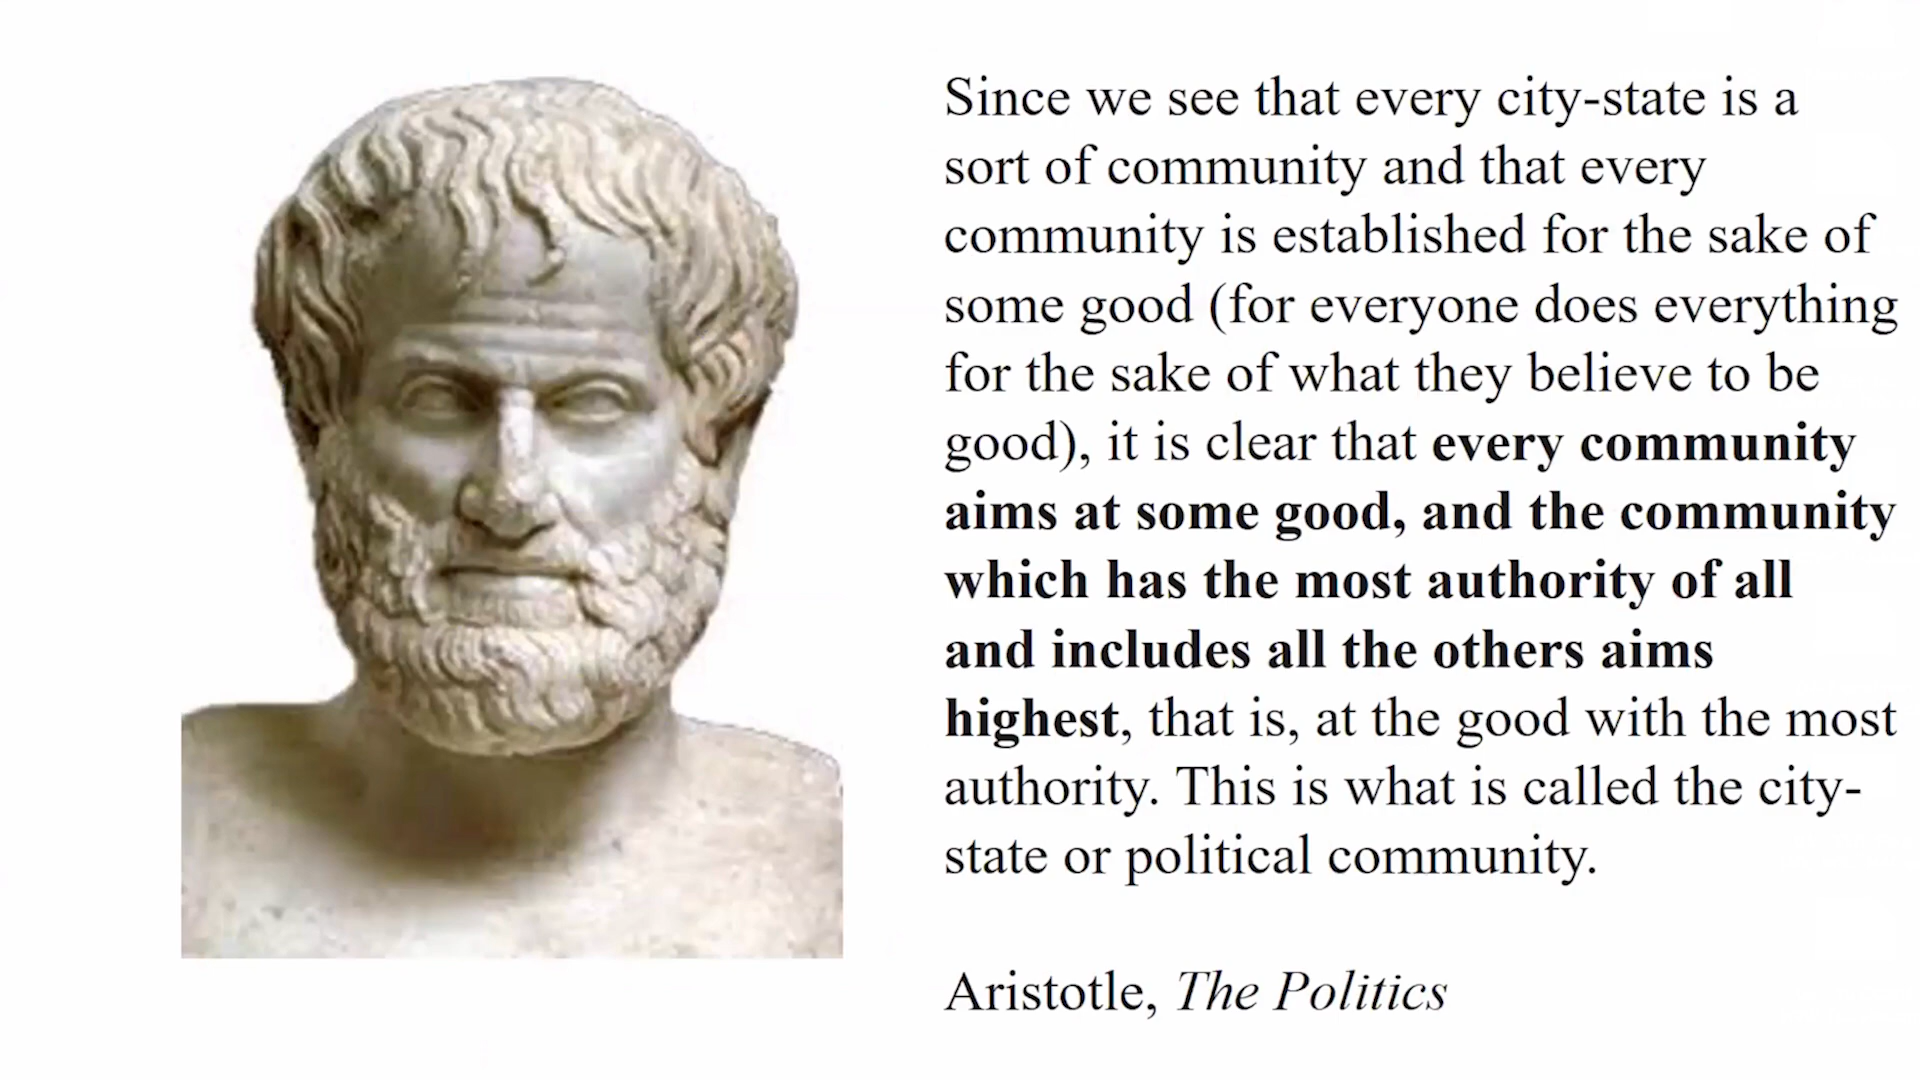 Since we see that every city-state is a
sort of community and that every
community is established for the sake of
some good (for everyone does everything
for the sake of what they believe to be
good), it is clear that every community
aims at some good, and the community
which has the most authority of all
and includes all the others aims
highest, that is, at the good with the most
authority. This is what is called the city-
state or political community.
Aristotle, The Politics